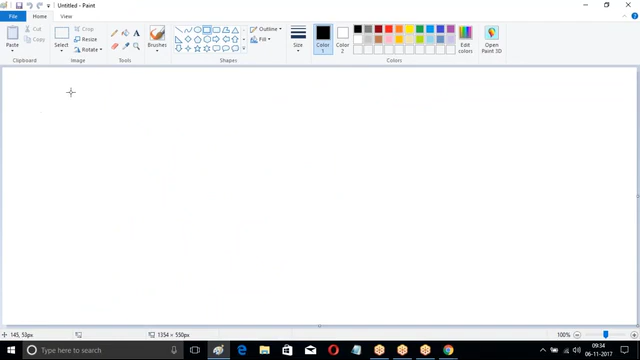 Untitled - Paint
File Home View
Paste
Cut
Copy
Clipboard
Select
Crop
Resize
Rotate
Image
Tools
Brushes
Outline
Fill
Shapes
Size
Color 1
Color 2
Colors
Edit colors
Open Paint 3D
145, 53px
1354 × 550px
100%
Type here to search
09:34
06-11-2017